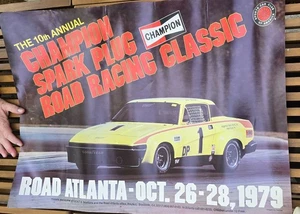 THE 10th ANNUAL
CHAMPION
SPARK PLUG
ROAD RACING CLASSIC
CHAMPION
1
DP
ROAD ATLANTA-OCT. 26-28, 1979